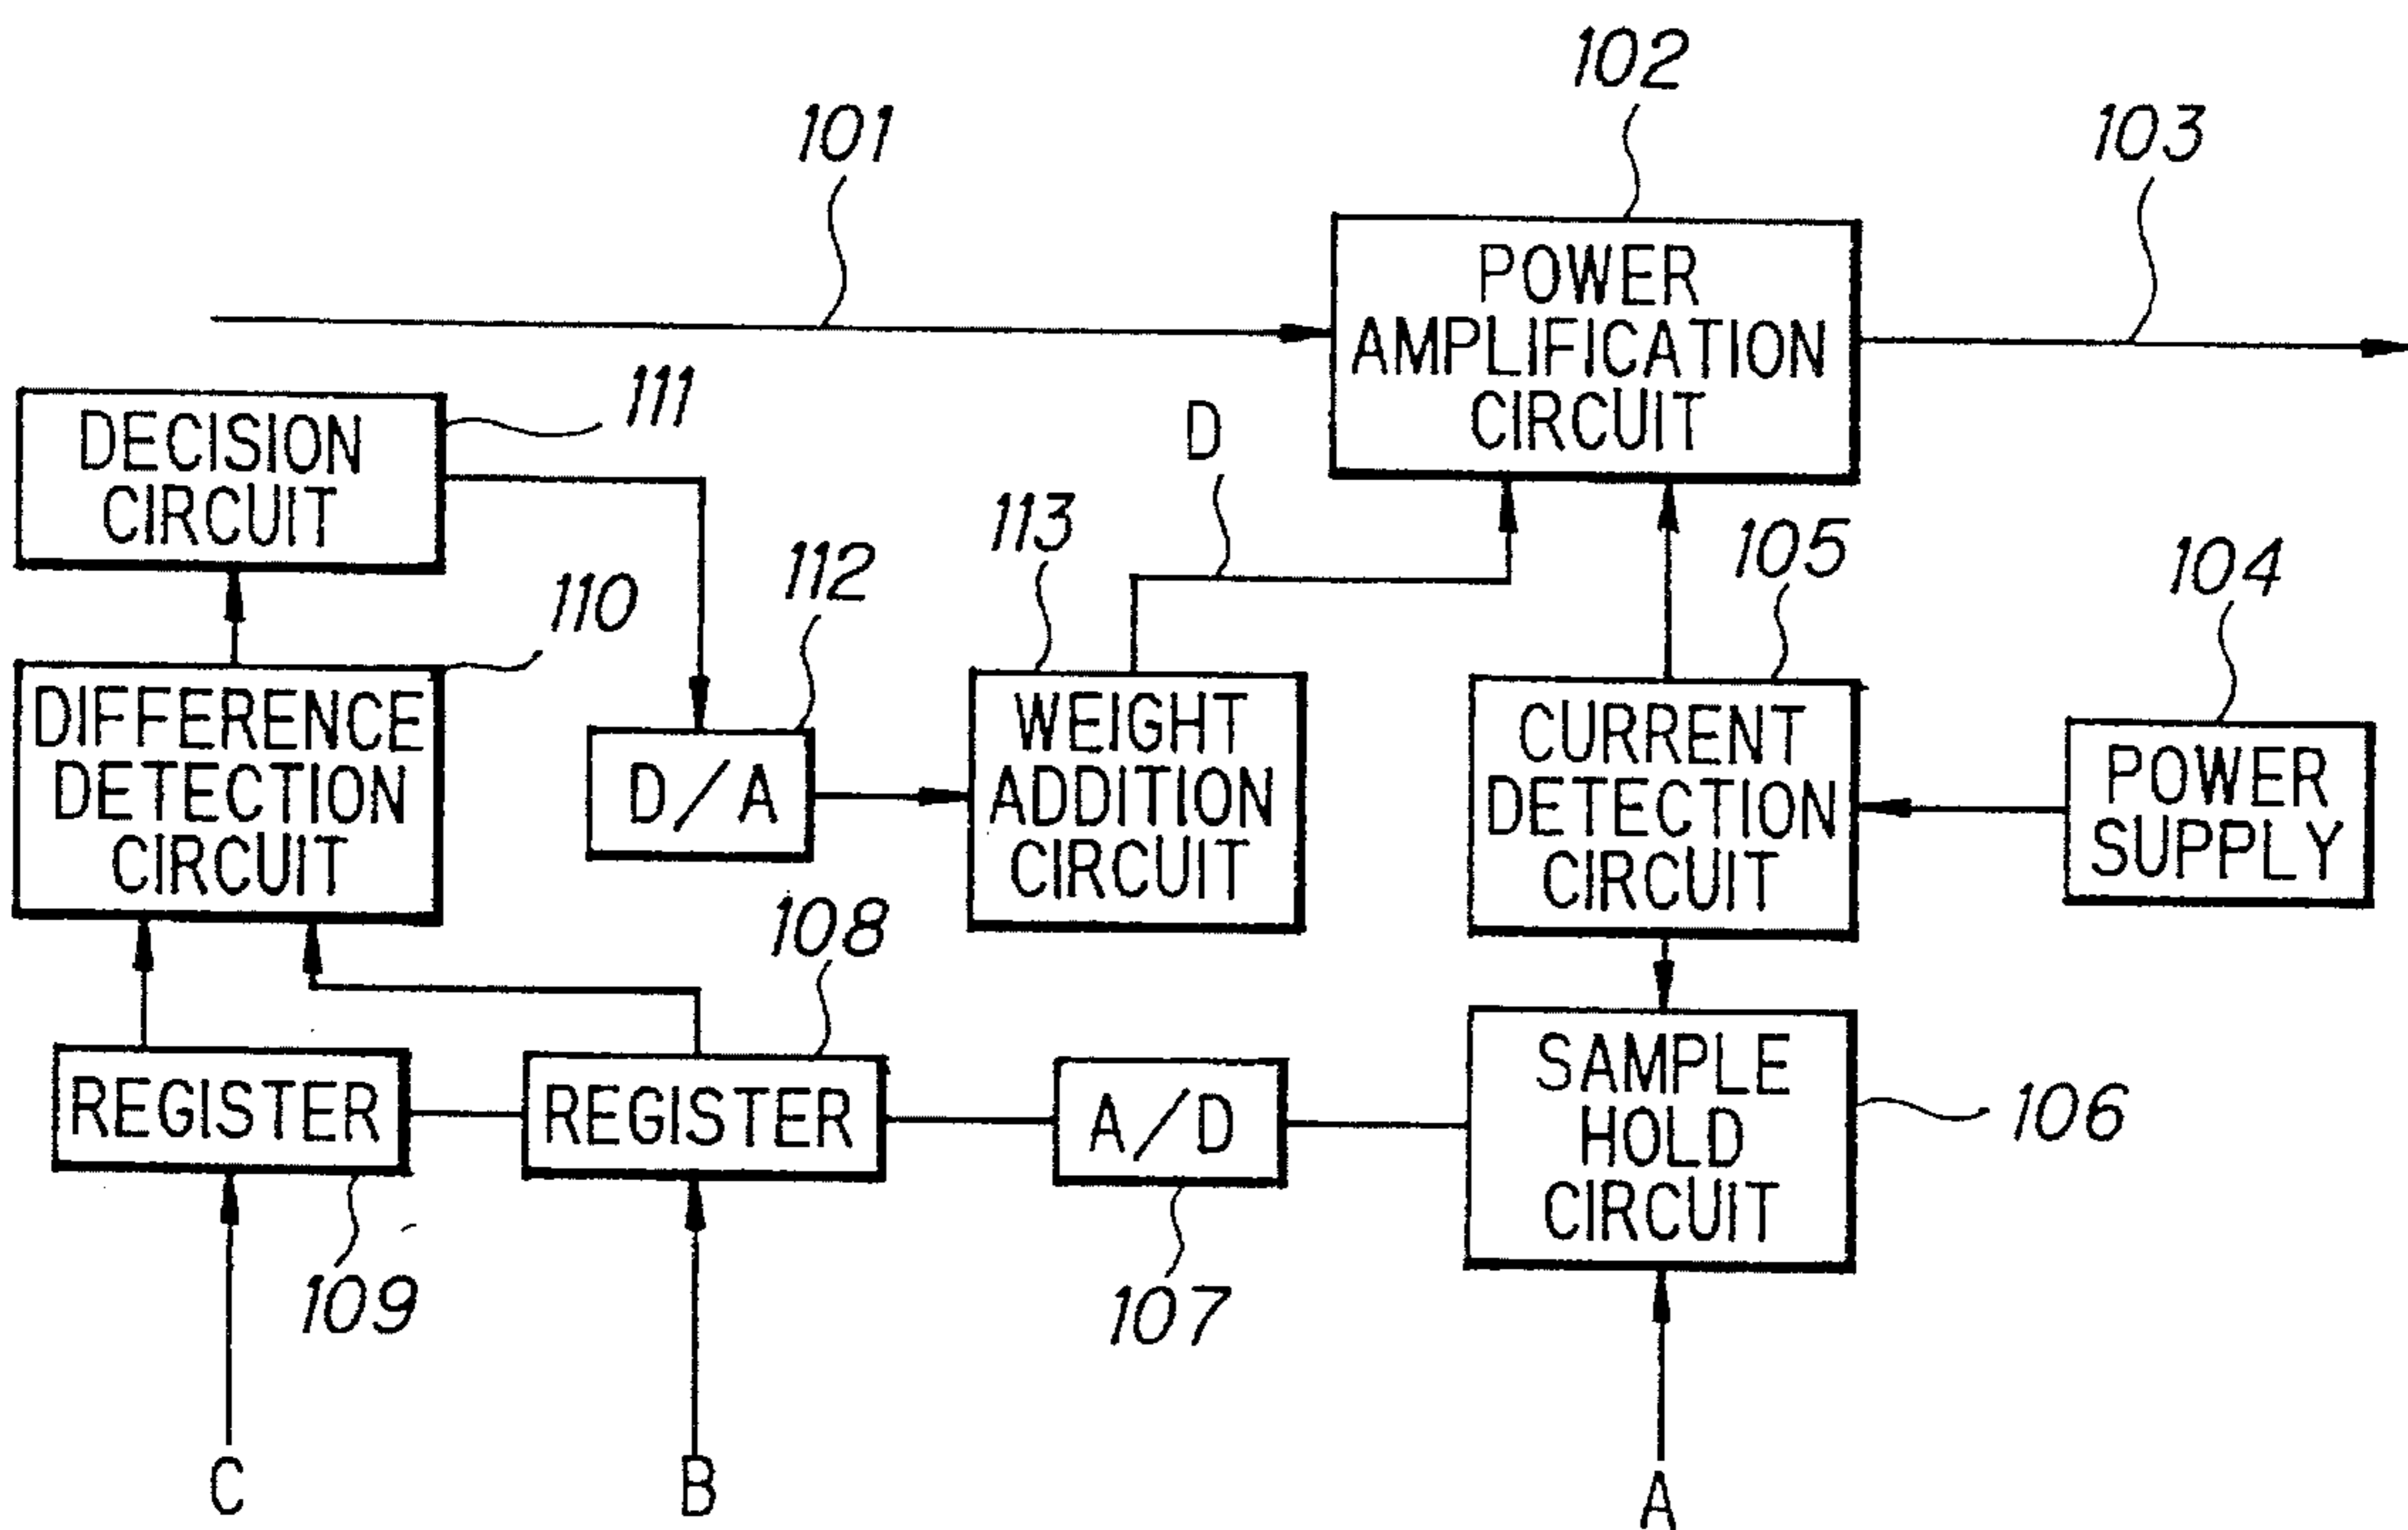 102
101
103
POWER
AMPLIFICATION
CIRCUIT
111
DECISION
CIRCUIT
D
113
105
112
104
110
DIFFERENCE
DETECTION
CIRCUIT
D/A
WEIGHT
ADDITION
CIRCUIT
CURRENT
DETECTION
CIRCUIT
POWER
SUPPLY
108
REGISTER
REGISTER
A/D
SAMPLE
HOLD
CIRCUIT
106
109
107
C
B
A